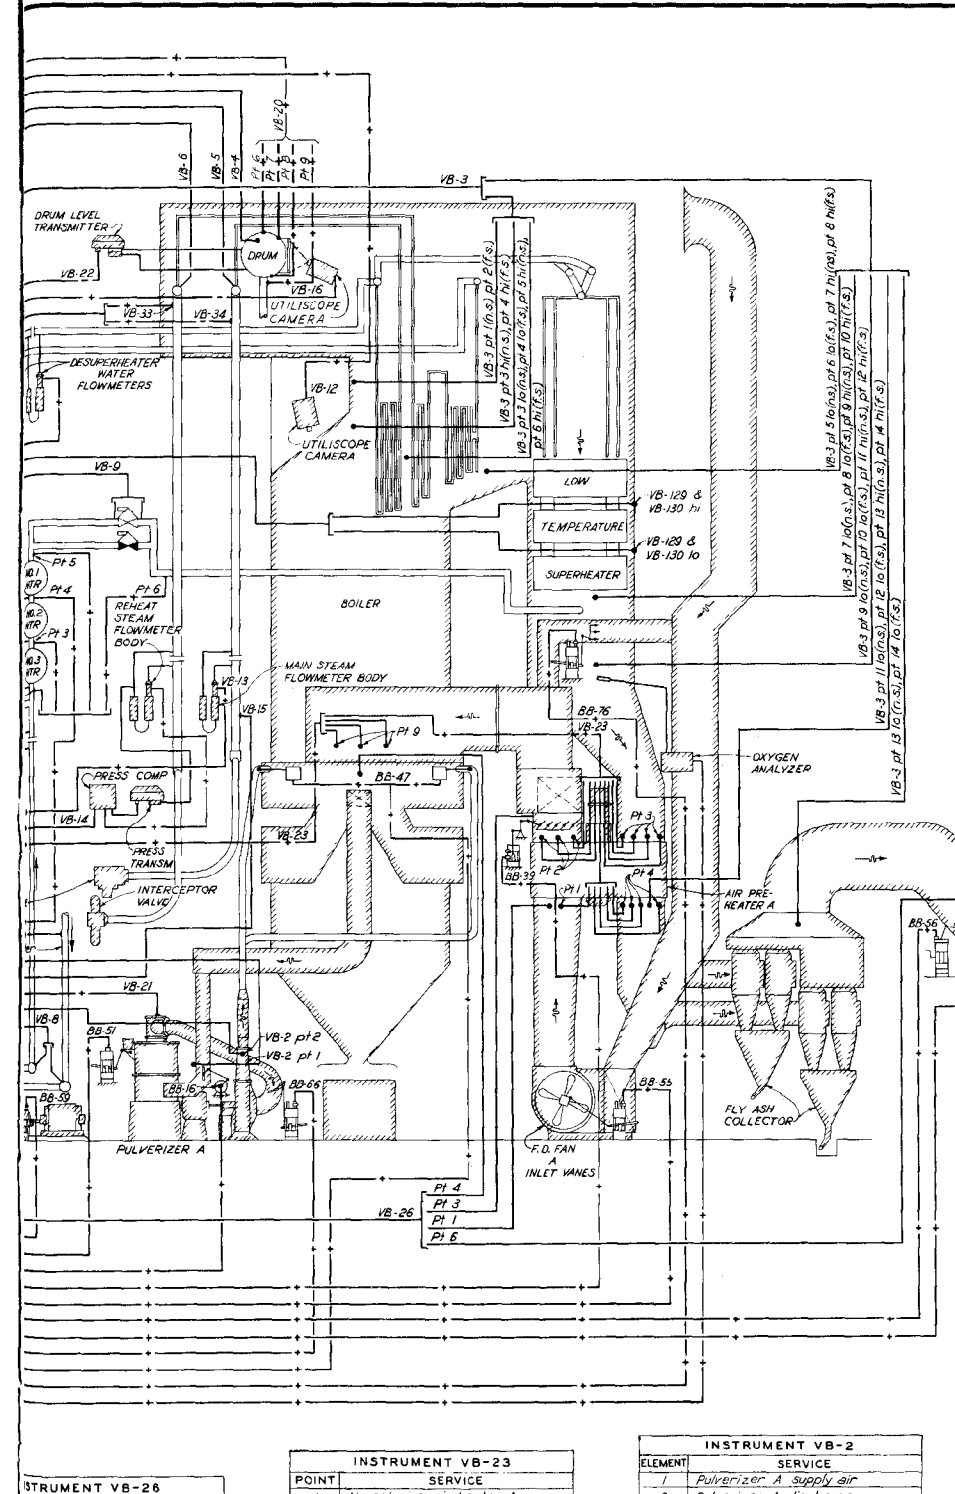 VB-20
VB-6
VB-5
VB-4
Pt 6
Pt 7
Pt 8
Pt 9
VB-3
DRUM LEVEL
TRANSMITTER
DRUM
VB-22
VB-16
UTILISCOPE
CAMERA
VB-33
VB-34
DESUPERHEATER
WATER
FLOWMETERS
VB-12
UTILISCOPE
CAMERA
VB-3 pt 1(n.s.), pt 2(f.s.)
VB-3 pt 3 hi(n.s.), pt 4 hi(f.s.)
VB-3 pt 3 lo(n.s.), pt 4 lo(f.s.), pt 5 hi(n.s.),
pt 6 hi(f.s.)
VB-3 pt 5 lo(n.s.), pt 6 lo(f.s.), pt 7 hi(n.s.), pt 8 hi(f.s.)
VB-3 pt 7 lo(n.s.), pt 8 lo(f.s.), pt 9 hi(n.s.), pt 10 hi(f.s.)
VB-3 pt 9 lo(n.s.), pt 10 lo(f.s.), pt 11 hi(n.s.), pt 12 hi(f.s.)
VB-3 pt 11 lo(n.s.), pt 12 lo(f.s.), pt 13 hi(n.s.), pt 14 hi(f.s.)
VB-3 pt 13 lo(n.s.), pt 14 lo(f.s.)
VB-9
LOW
TEMPERATURE
SUPERHEATER
VB-129 &
VB-130 hi
VB-129 &
VB-130 lo
Pt 5
NO.1
HTR
Pt 4
Pt 6
NO.2
HTR
Pt 3
NO.3
HTR
REHEAT
STEAM
FLOWMETER
BODY
BOILER
VB-13
MAIN STEAM
FLOWMETER BODY
VB-15
Pt 9
BB-76
VB-23
OXYGEN
ANALYZER
PRESS COMP
BB-47
VB-14
VB-23
PRESS
TRANSM
Pt 3
Pt 2
BB-39
Pt 4
Pt 1
AIR PRE-
HEATER A
INTERCEPTOR
VALVE
BB-56
VB-21
VB-8
BB-51
VB-2 pt 2
VB-2 pt 1
BB-59
BB-16
BB-66
BB-55
PULVERIZER A
F.D. FAN
A
INLET VANES
FLY ASH
COLLECTOR
VB-26
Pt 4
Pt 3
Pt 1
Pt 6
INSTRUMENT VB-2
ELEMENT SERVICE
1 Pulverizer A supply air
INSTRUMENT VB-23
POINT SERVICE
STRUMENT VB-26